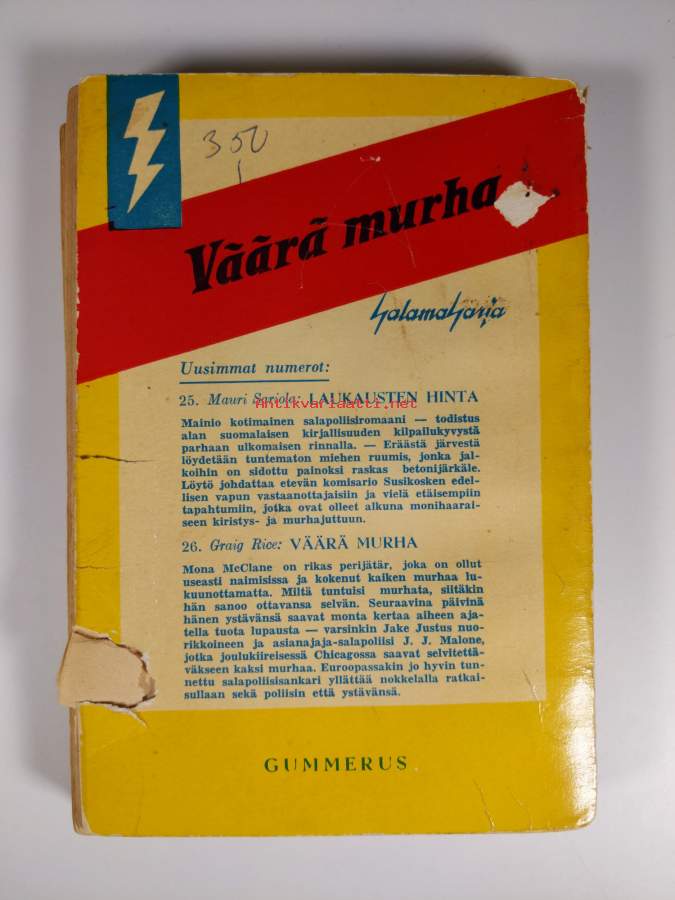 350
Väärä murha
Salamasarja
Uusimmat numerot:
25. Mauri Sariola: LAUKAUSTEN HINTA
Antikvariaatti.net
Mainio kotimainen salapoliisiromaani — todistus
alan suomalaisen kirjallisuuden kilpailukyvystä
parhaan ulkomaisen rinnalla. — Eräästä järvestä
löydetään tuntematon miehen ruumis, jonka jal-
koihin on sidottu painoksi raskas betonijärkäle.
Löytö johdattaa etevän komisario Susikosken edel-
lisen vapun vastaanottajaisiin ja vielä etäisempiin
tapahtumiin, jotka ovat olleet alkuna monihaarai-
seen kiristys- ja murhajuttuun.
26. Graig Rice: VÄÄRÄ MURHA
Mona McClane on rikas perijätär, joka on ollut
useasti naimisissa ja kokenut kaiken murhaa lu-
kuunottamatta. Miltä tuntuisi murhata, siitäkin
hän sanoo ottavansa selvän. Seuraavina päivinä
hänen ystävänsä saavat monta kertaa aiheen aja-
tella tuota lupausta — varsinkin Jake Justus nuo-
rikkoineen ja asianajaja-salapoliisi J. J. Malone,
jotka joulukiireisessä Chicagossa saavat selvitettä-
väkseen kaksi murhaa. Euroopassakin jo hyvin tun-
nettu salapoliisisankari yllättää nokkelalla ratkai-
sullaan sekä poliisin että ystävänsä.
GUMMERUS